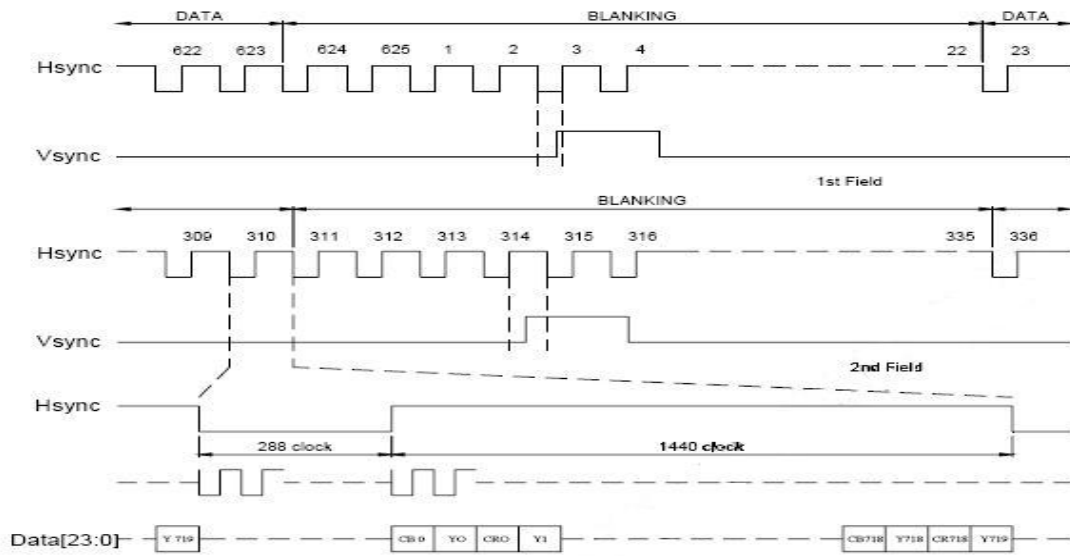 DATA BLANKING DATA
622 623 624 625 1 2 3 4 22 23
Hsync
Vsync
1st Field
BLANKING
309 310 311 312 313 314 315 316 335 336
Hsync
Vsync
2nd Field
Hsync
288 clock 1440 clock
Data[23:0] Y 719 CB 0 YO CRO Y1 CB718 Y718 CR718 Y719